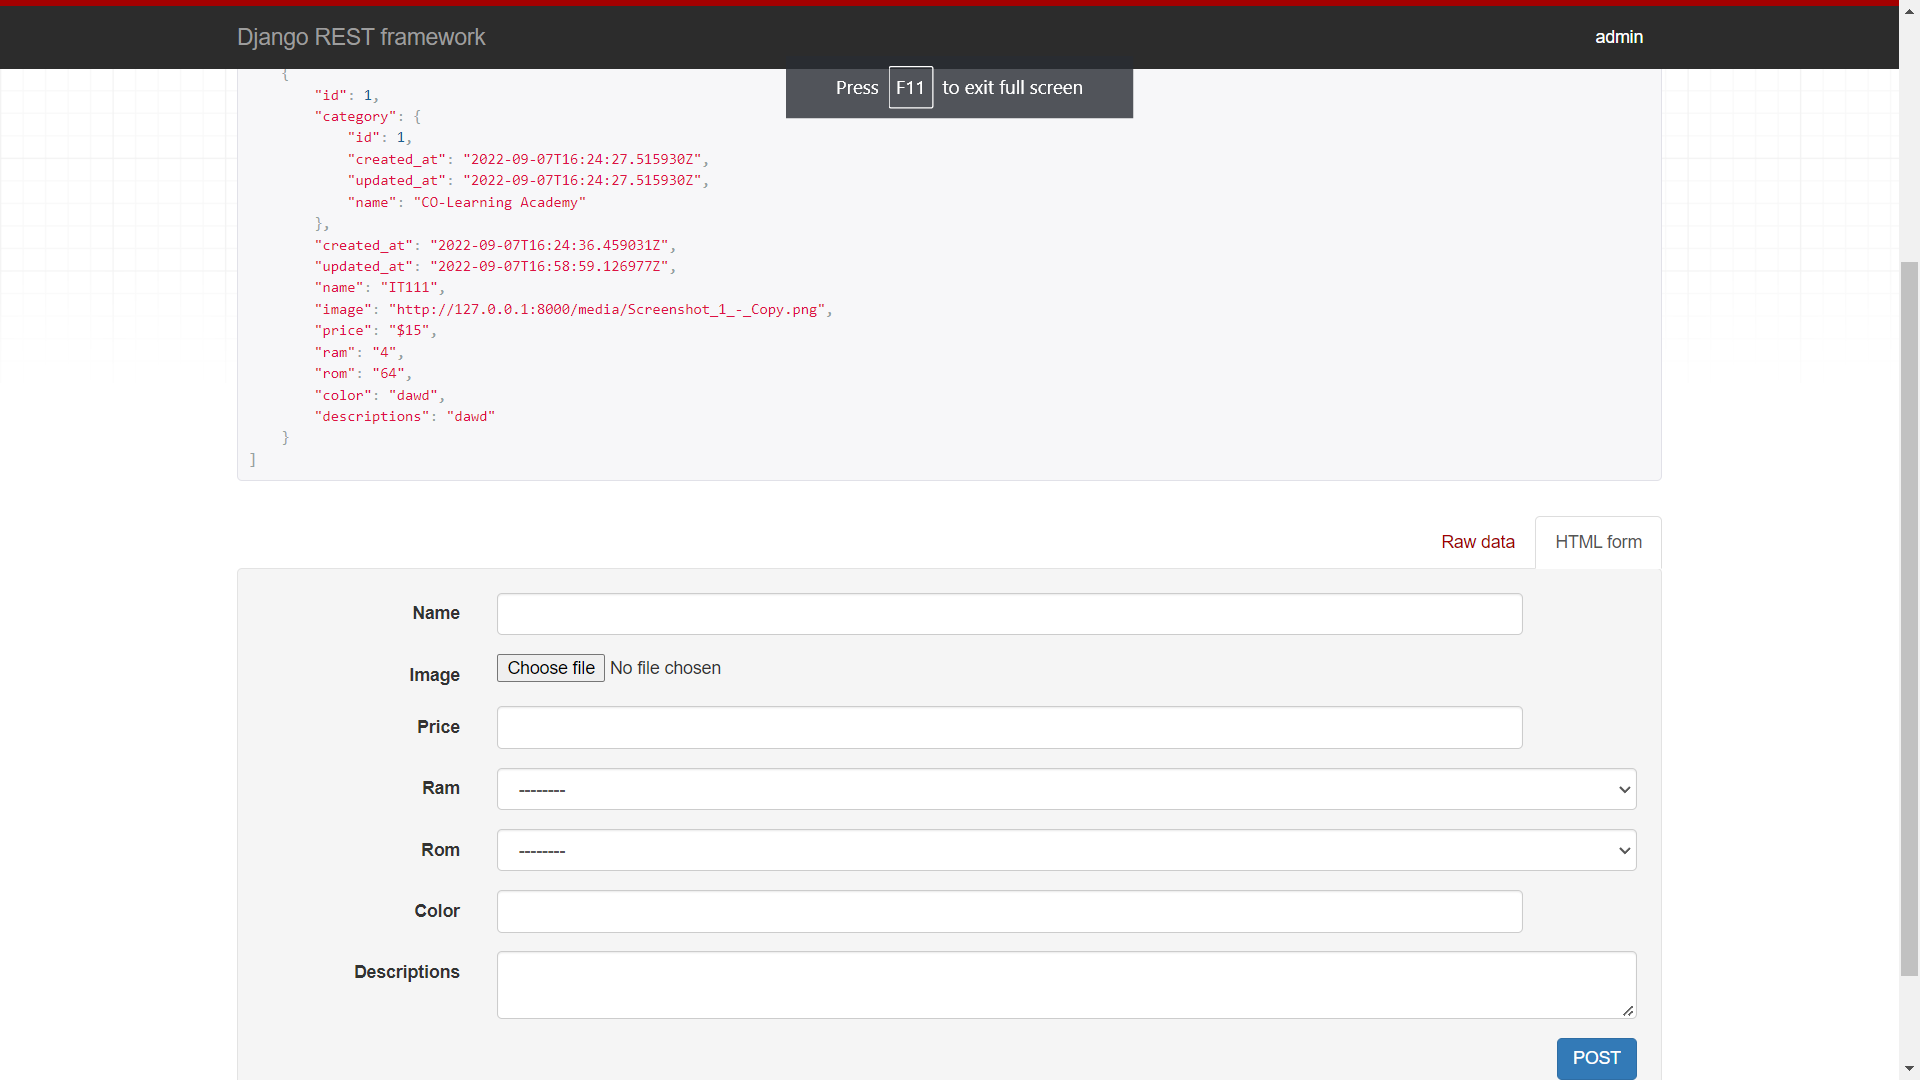 Django REST framework
admin
Press F11 to exit full screen
{
"id": 1,
"category": {
"id": 1,
"created_at": "2022-09-07T16:24:27.515930Z",
"updated_at": "2022-09-07T16:24:27.515930Z",
"name": "CO-Learning Academy"
},
"created_at": "2022-09-07T16:24:36.459031Z",
"updated_at": "2022-09-07T16:58:59.126977Z",
"name": "IT111",
"image": "http://127.0.0.1:8000/media/Screenshot_1_-_Copy.png",
"price": "$15",
"ram": "4",
"rom": "64",
"color": "dawd",
"descriptions": "dawd"
}
]
Raw data
HTML form
Name
Image
Choose file No file chosen
Price
Ram
--------
Rom
--------
Color
Descriptions
POST